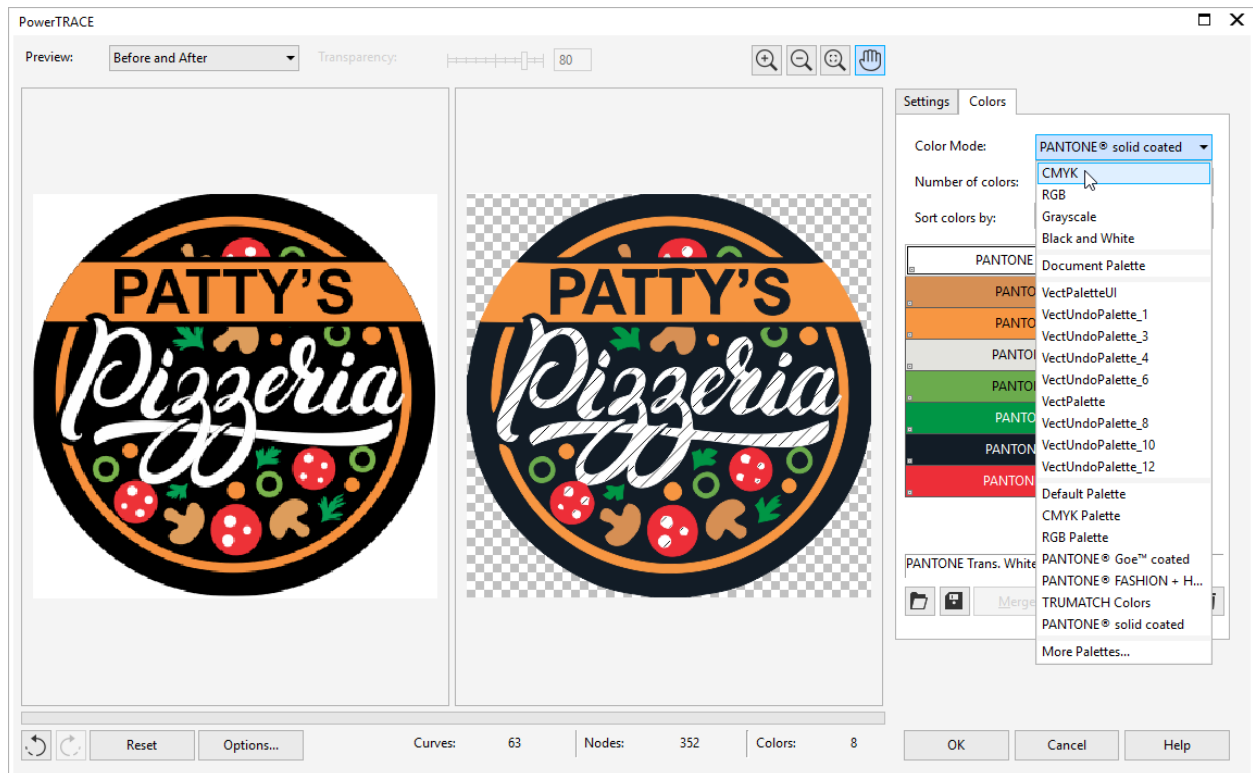 PowerTRACE
Preview:
Before and After
Transparency:
80
Settings
Colors
Color Mode:
PANTONE® solid coated
Number of colors:
Sort colors by:
CMYK
RGB
Grayscale
Black and White
Document Palette
VectPaletteUI
VectUndoPalette_1
VectUndoPalette_3
VectUndoPalette_4
VectUndoPalette_6
VectPalette
VectUndoPalette_8
VectUndoPalette_10
VectUndoPalette_12
Default Palette
CMYK Palette
RGB Palette
PANTONE® Goe™ coated
PANTONE® FASHION + H...
TRUMATCH Colors
PANTONE® solid coated
More Palettes...
PANTONE
PANTO
PANTO
PANTO
PANTO
PANTO
PANTON
PANTON
PANTONE Trans. White
Merge
PATTY'S
Pizzeria
PATTY'S
Pizzeria
Reset
Options...
Curves: 63
Nodes: 352
Colors: 8
OK
Cancel
Help